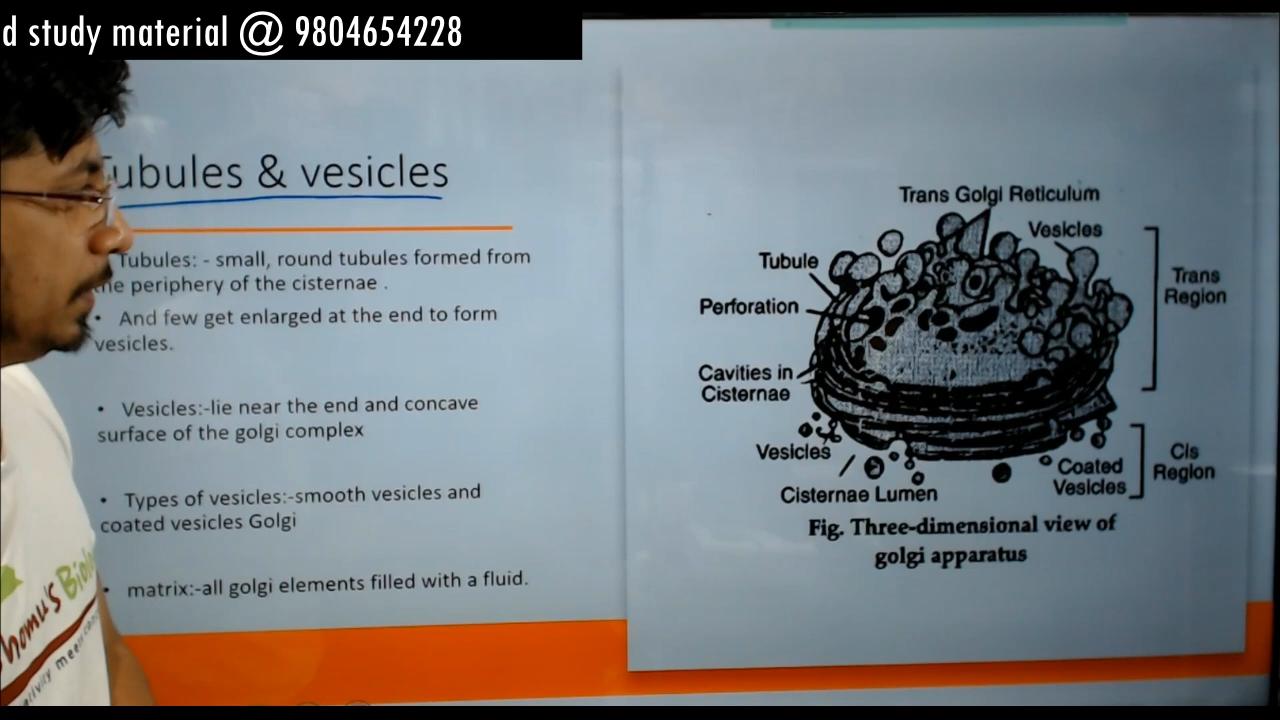 d study material @ 9804654228
Tubules & vesicles
Tubules: - small, round tubules formed from
the periphery of the cisternae .
• And few get enlarged at the end to form
vesicles.
• Vesicles:-lie near the end and concave
surface of the golgi complex
• Types of vesicles:-smooth vesicles and
coated vesicles Golgi
• matrix:-all golgi elements filled with a fluid.
Trans Golgi Reticulum
Vesicles
Tubule
Trans
Region
Perforation
Cavities in
Cisternae
Vesicles
Cis
Region
Coated
Vesicles
Cisternae Lumen
Fig. Three-dimensional view of
golgi apparatus
homu's Biolo